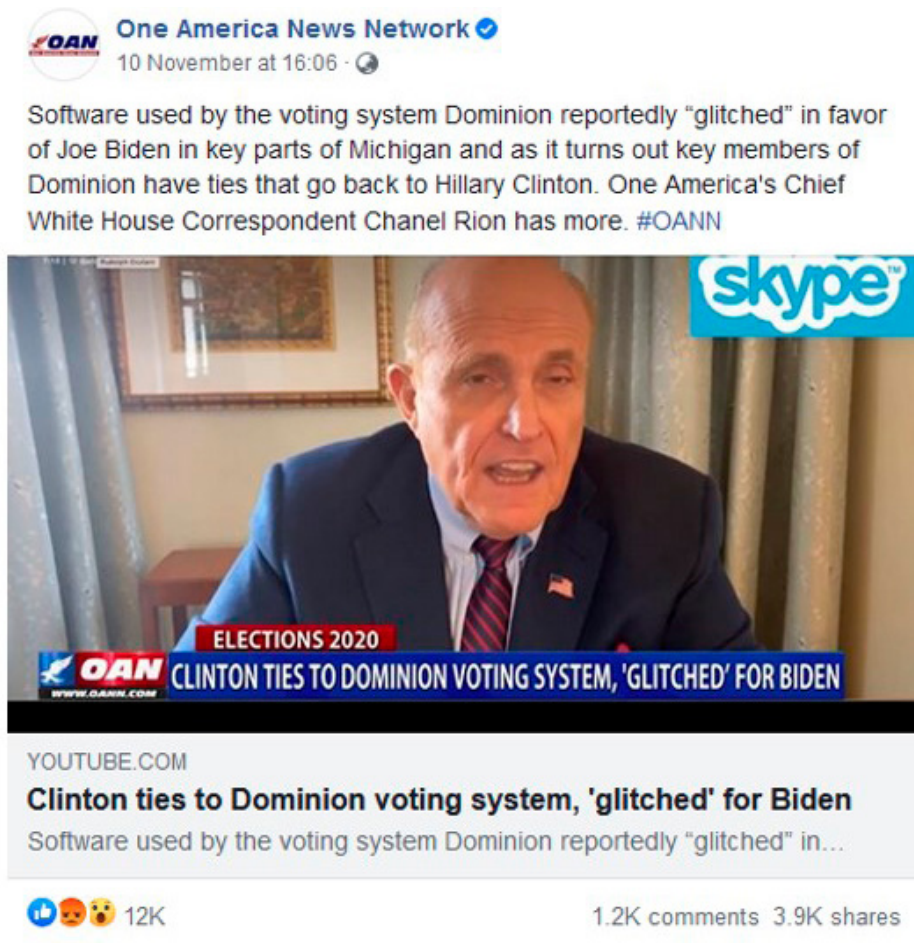 OAN
One America News Network
10 November at 16:06 ·
Software used by the voting system Dominion reportedly “glitched” in favor
of Joe Biden in key parts of Michigan and as it turns out key members of
Dominion have ties that go back to Hillary Clinton. One America's Chief
White House Correspondent Chanel Rion has more. #OANN
skype™
ELECTIONS 2020
OAN
WWW.OANN.COM
CLINTON TIES TO DOMINION VOTING SYSTEM, 'GLITCHED' FOR BIDEN
YOUTUBE.COM
Clinton ties to Dominion voting system, 'glitched' for Biden
Software used by the voting system Dominion reportedly “glitched” in...
12K
1.2K comments 3.9K shares